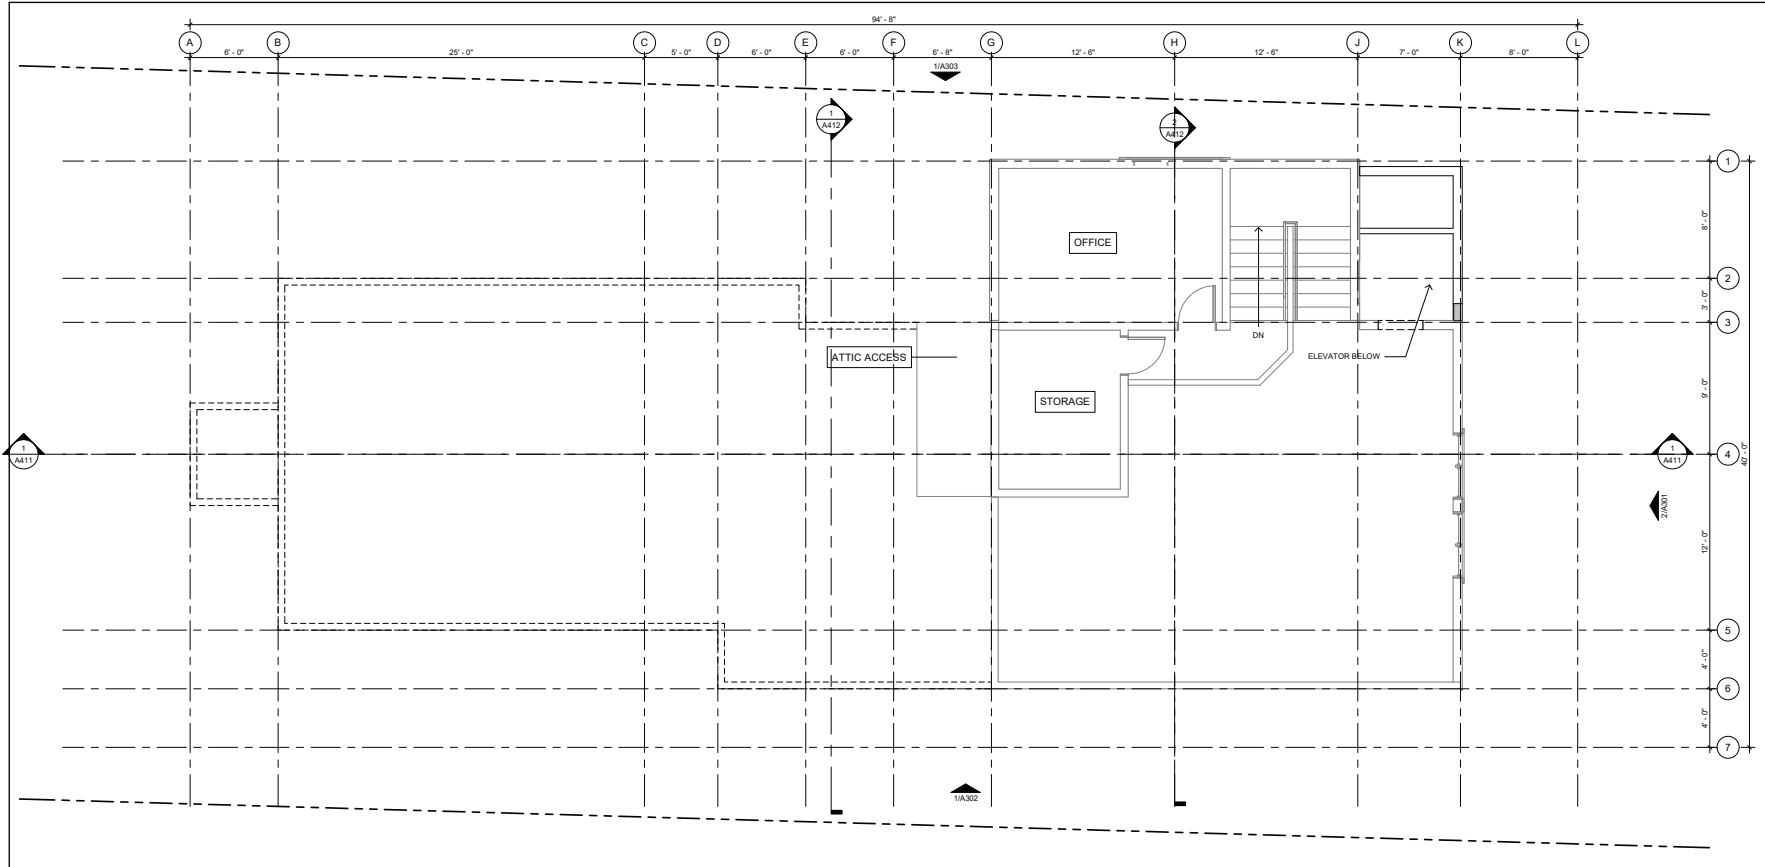 94' - 8"
A
B
C
D
E
F
G
H
J
K
L
6' - 0"
25' - 0"
5' - 0"
6' - 0"
6' - 0"
6' - 8"
12' - 6"
12' - 6"
7' - 0"
8' - 0"
1/A303
1
A412
2
A412
1
8' - 0"
OFFICE
2
3' - 0"
3
DN
ATTIC ACCESS
ELEVATOR BELOW
9' - 0"
STORAGE
1
A411
1
A411
4
40' - 0"
2/A301
12' - 0"
5
4' - 0"
6
4' - 0"
7
1/A302